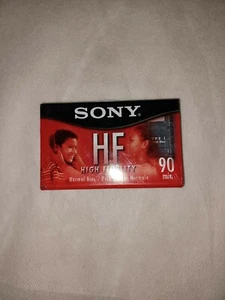 SONY
HF
HIGH FIDELITY
Normal Bias
90
min.